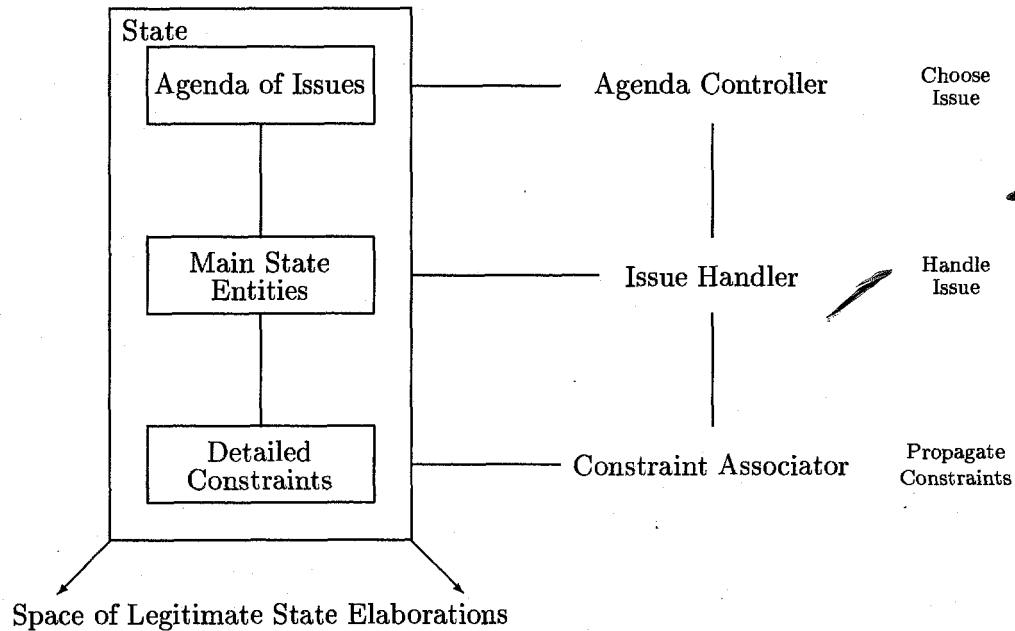 State
Agenda of Issues
Agenda Controller
Choose
Issue
Main State
Entities
Issue Handler
Handle
Issue
Detailed
Constraints
Constraint Associator
Propagate
Constraints
Space of Legitimate State Elaborations